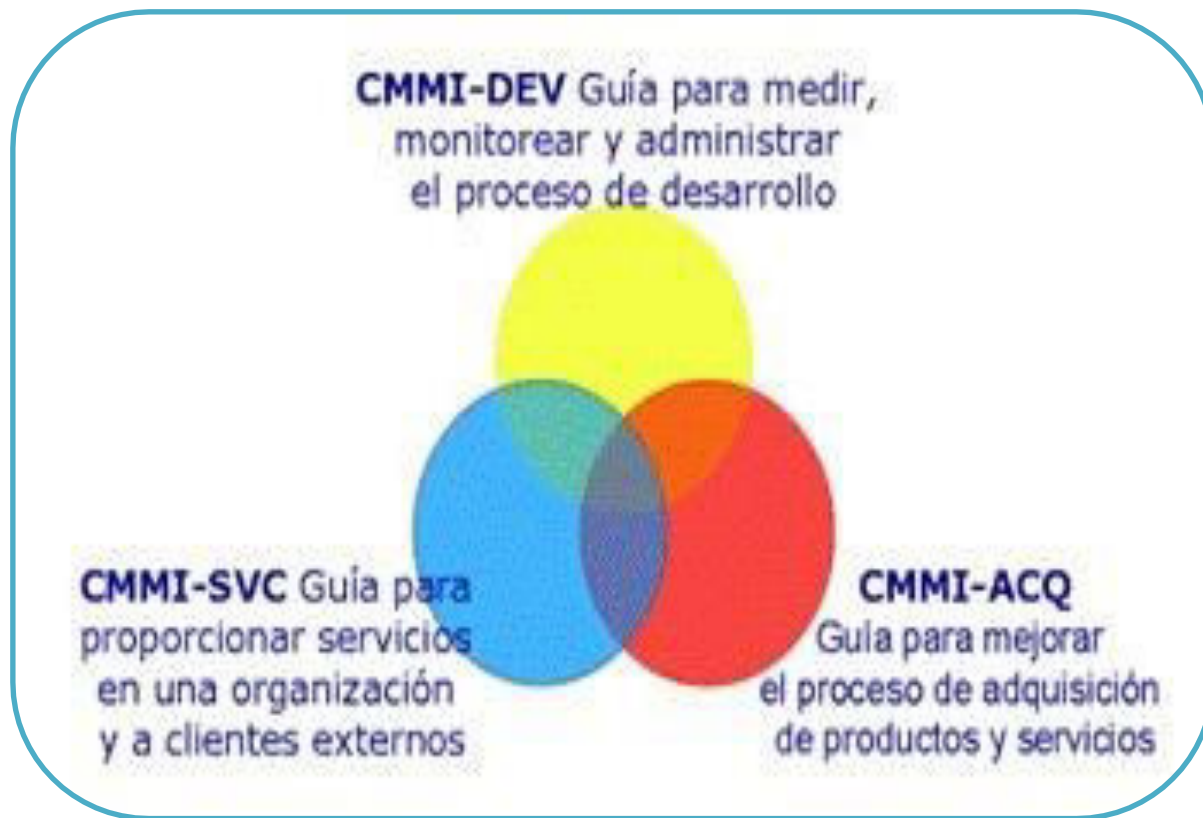 CMMI-DEV Guía para medir,
monitorear y administrar
el proceso de desarrollo
CMMI-SVC Guía para
proporcionar servicios
en una organización
y a clientes externos
CMMI-ACQ
Guía para mejorar
el proceso de adquisición
de productos y servicios